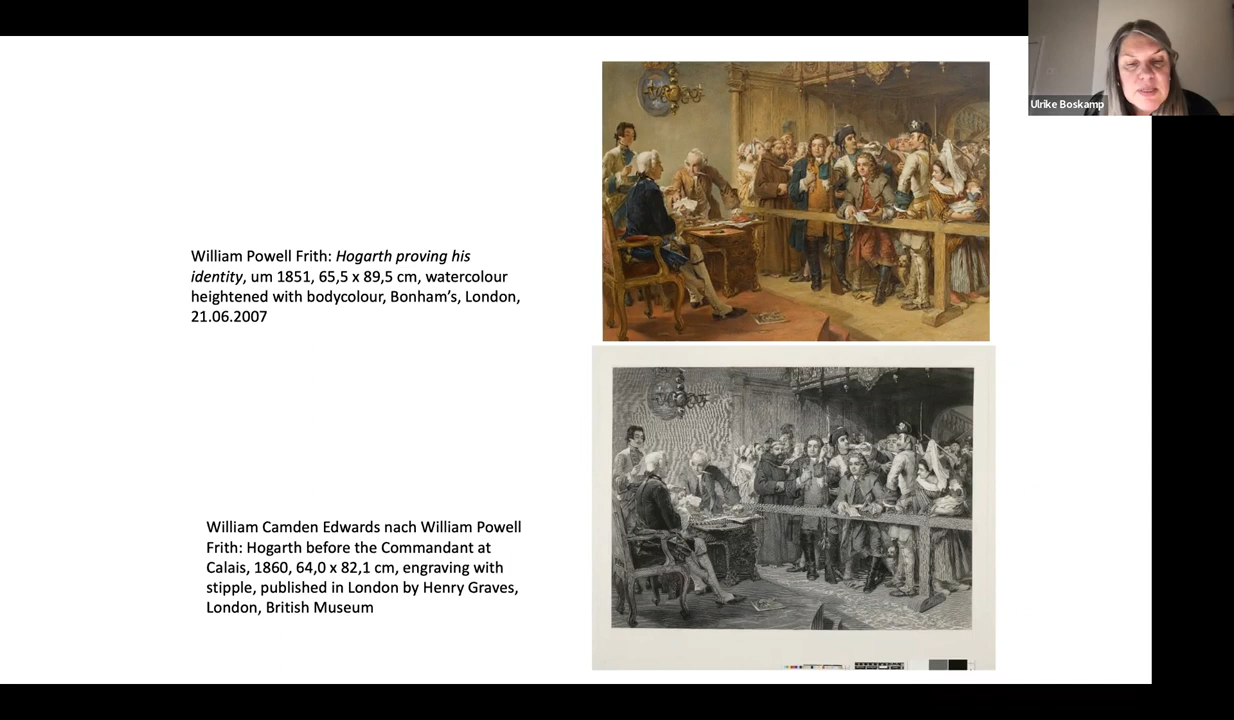 Ulrike Boskamp
William Powell Frith: Hogarth proving his
identity, um 1851, 65,5 x 89,5 cm, watercolour
heightened with bodycolour, Bonham’s, London,
21.06.2007
William Camden Edwards nach William Powell
Frith: Hogarth before the Commandant at
Calais, 1860, 64,0 x 82,1 cm, engraving with
stipple, published in London by Henry Graves,
London, British Museum